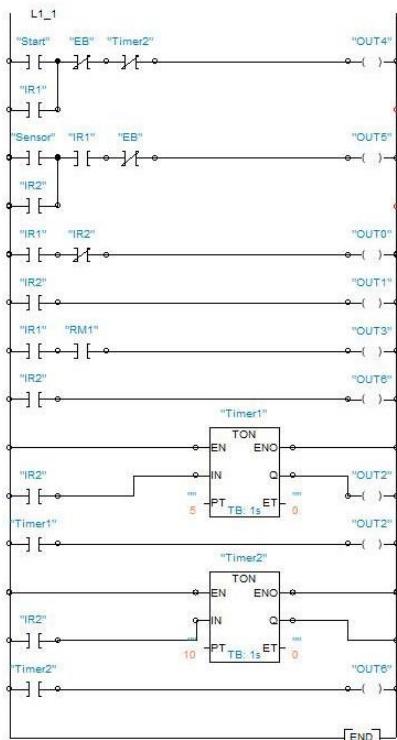 L1_1
"Start" "EB" "Timer2" "OUT4"
"IR1"
"Sensor" "IR1" "EB" "OUT5"
"IR2"
"IR1" "IR2" "OUT0"
"IR2" "OUT1"
"IR1" "RM1" "OUT3"
"IR2" "OUT6"
"Timer1"
TON
EN ENO
"IR2" IN Q "OUT2"
"" PT ET ""
5 TB: 1s 0
"Timer1" "OUT2"
"Timer2"
TON
EN ENO
"IR2" IN Q
"" PT ET ""
10 TB: 1s 0
"Timer2" "OUT6"
END